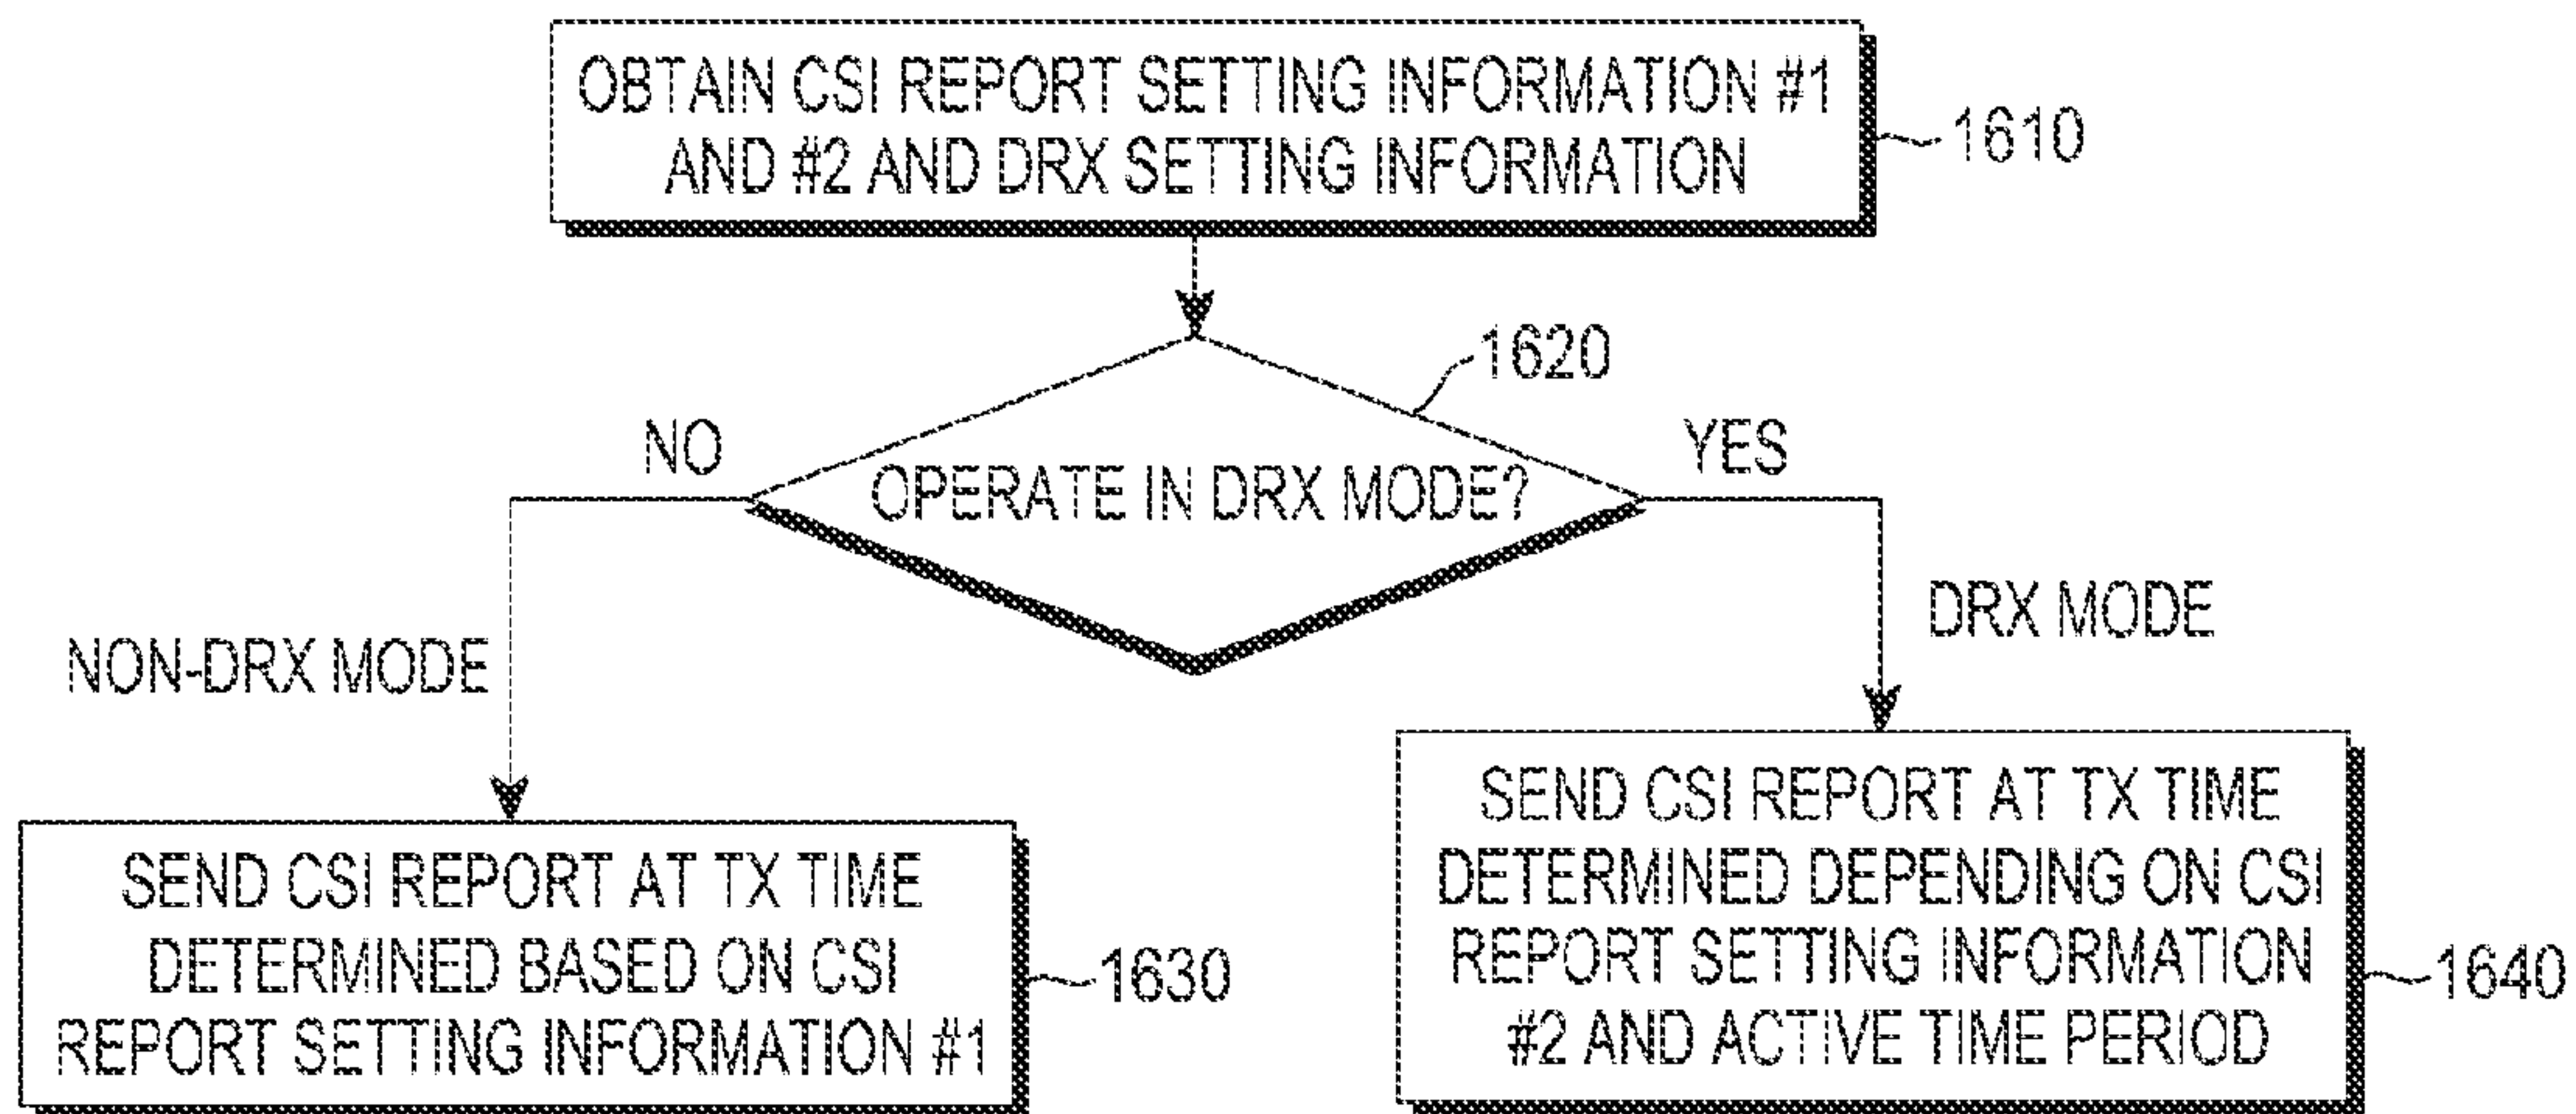 OBTAIN CSI REPORT SETTING INFORMATION #1
AND #2 AND DRX SETTING INFORMATION
1610
1620
OPERATE IN DRX MODE?
NO
YES
NON-DRX MODE
DRX MODE
SEND CSI REPORT AT TX TIME
DETERMINED BASED ON CSI
REPORT SETTING INFORMATION #1
1630
SEND CSI REPORT AT TX TIME
DETERMINED DEPENDING ON CSI
REPORT SETTING INFORMATION
#2 AND ACTIVE TIME PERIOD
1640